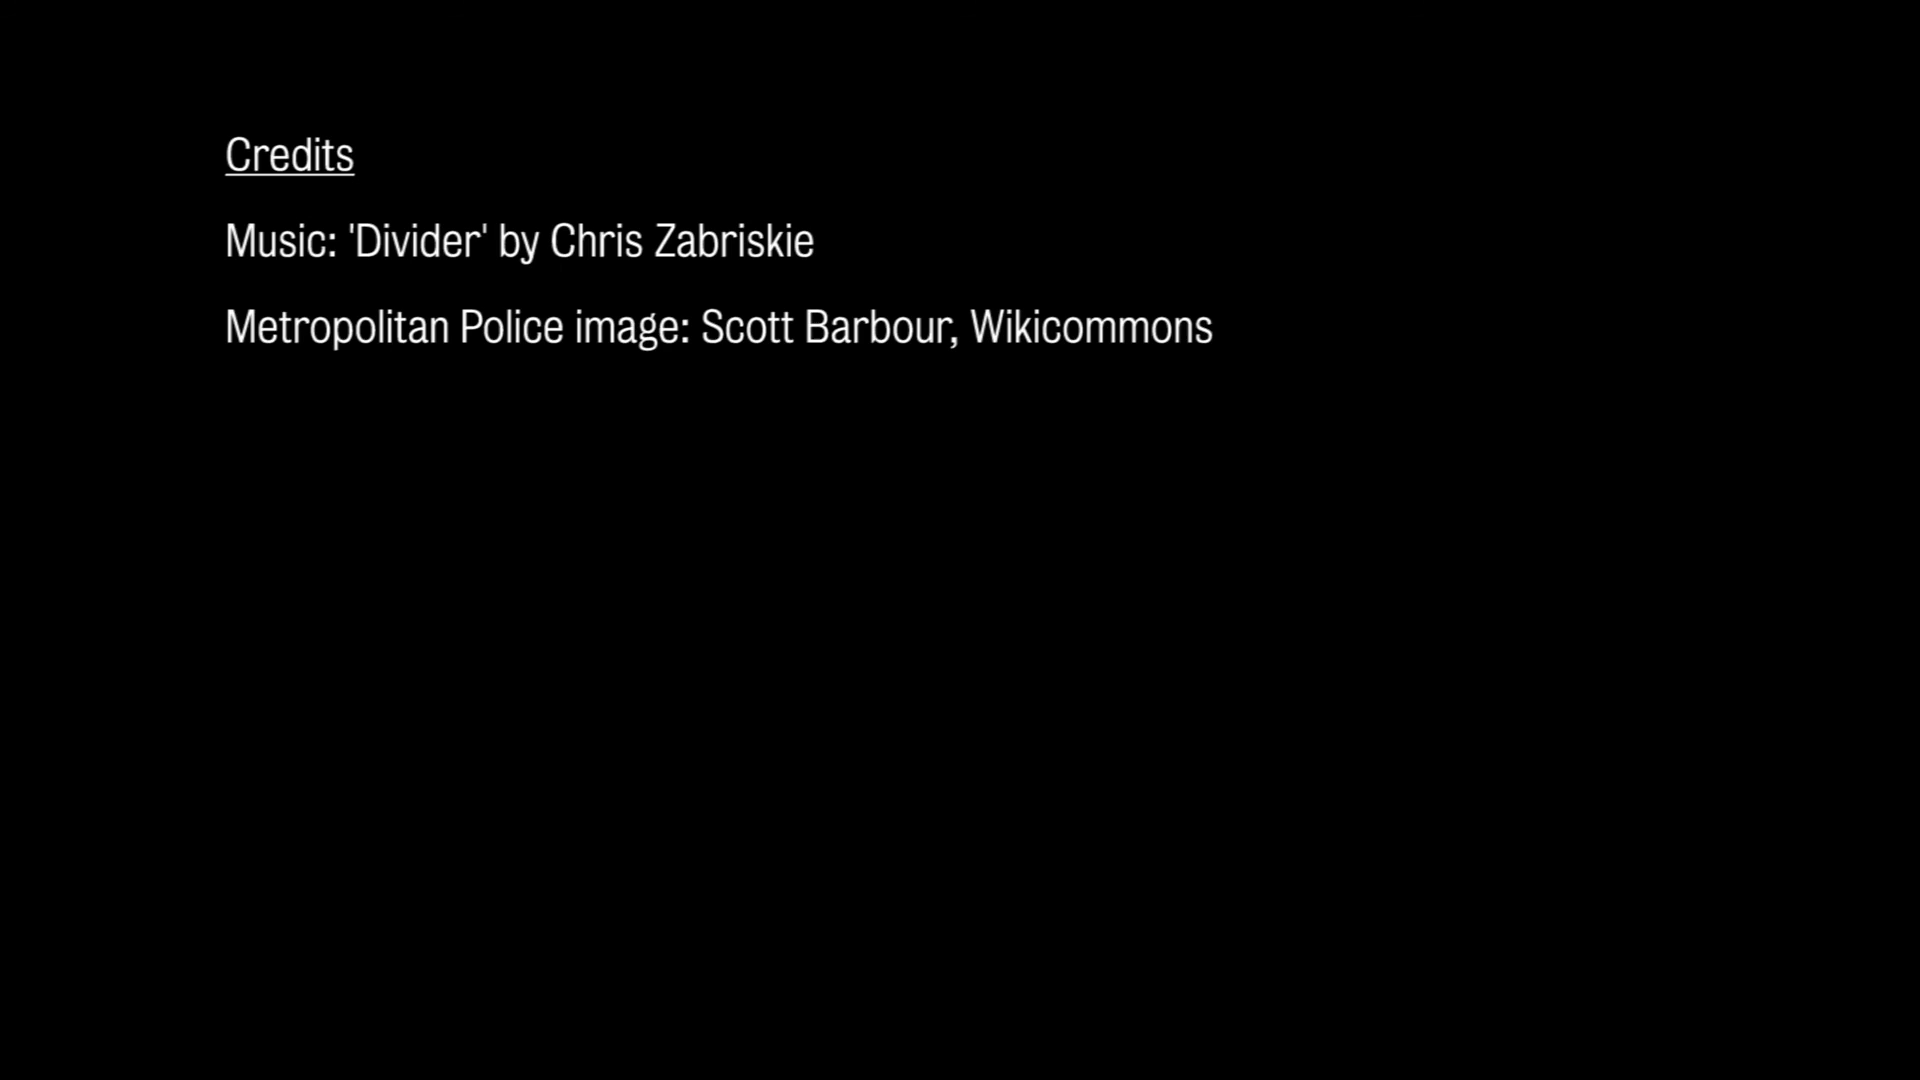 Credits
Music: 'Divider' by Chris Zabriskie
Metropolitan Police image: Scott Barbour, Wikicommons